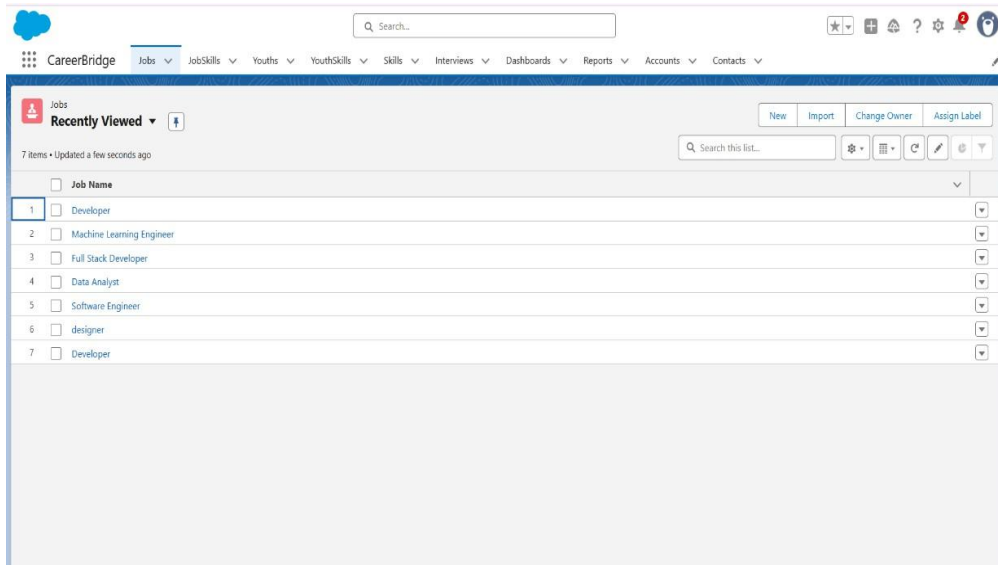 Search...
2
CareerBridge Jobs JobSkills Youths YouthSkills Skills Interviews Dashboards Reports Accounts Contacts
Jobs
Recently Viewed
New Import Change Owner Assign Label
7 items • Updated a few seconds ago
Search this list...
Job Name
1 Developer
2 Machine Learning Engineer
3 Full Stack Developer
4 Data Analyst
5 Software Engineer
6 designer
7 Developer